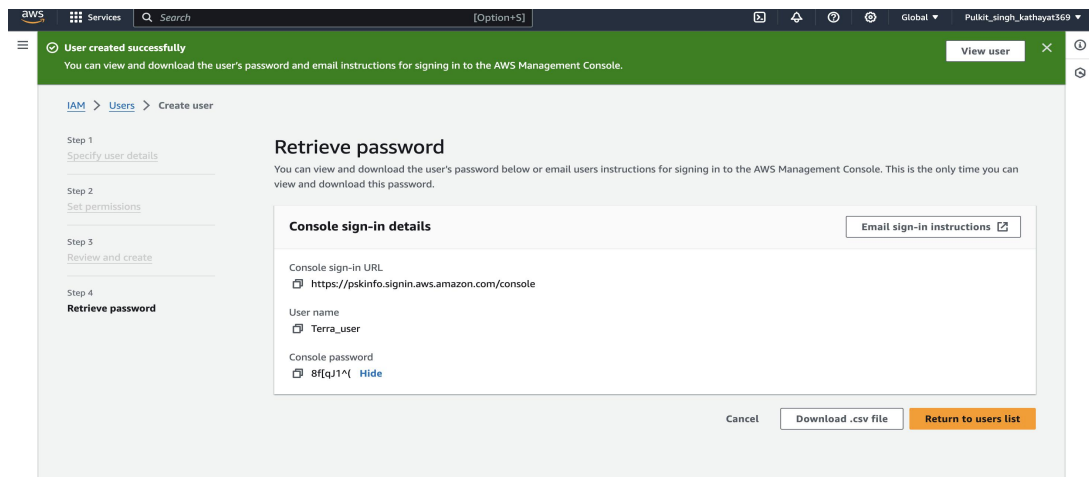 aws Services Search [Option+S] Global Pulkit_singh_kathayat369
User created successfully
You can view and download the user's password and email instructions for signing in to the AWS Management Console.
View user
IAM > Users > Create user
Step 1
Specify user details
Step 2
Set permissions
Step 3
Review and create
Step 4
Retrieve password
Retrieve password
You can view and download the user's password below or email users instructions for signing in to the AWS Management Console. This is the only time you can
view and download this password.
Console sign-in details
Email sign-in instructions
Console sign-in URL
https://pskinfo.signin.aws.amazon.com/console
User name
Terra_user
Console password
8f[qJ1^( Hide
Cancel Download .csv file Return to users list